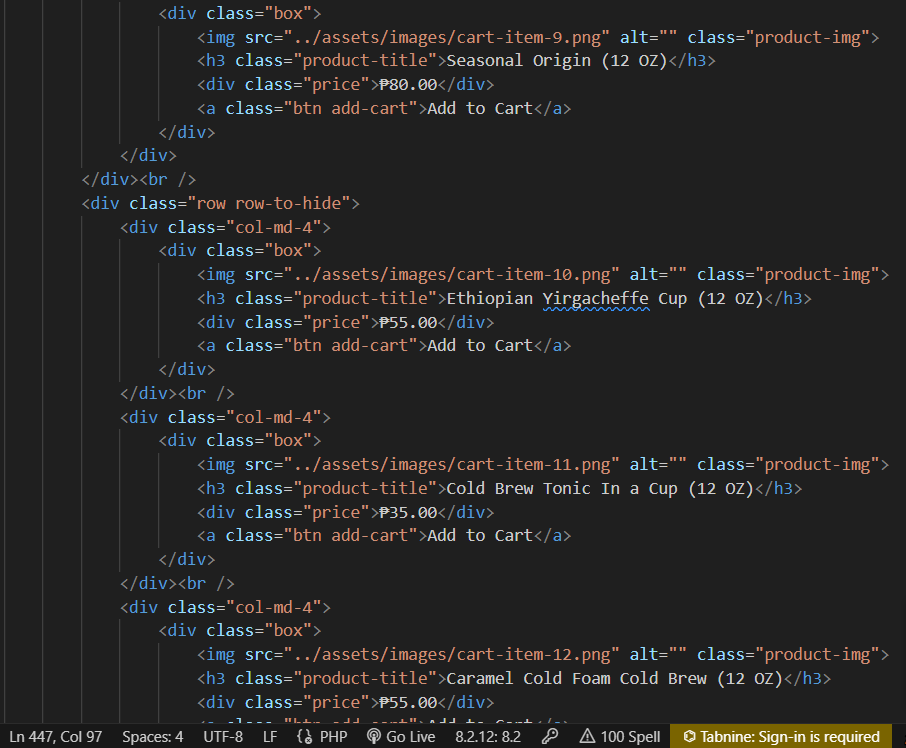 <div class="box">
<img src="../assets/images/cart-item-9.png" alt="" class="product-img">
<h3 class="product-title">Seasonal Origin (12 OZ)</h3>
<div class="price">₱80.00</div>
<a class="btn add-cart">Add to Cart</a>
</div>
</div>
</div><br />
<div class="row row-to-hide">
<div class="col-md-4">
<div class="box">
<img src="../assets/images/cart-item-10.png" alt="" class="product-img">
<h3 class="product-title">Ethiopian Yirgacheffe Cup (12 OZ)</h3>
<div class="price">₱55.00</div>
<a class="btn add-cart">Add to Cart</a>
</div>
</div><br />
<div class="col-md-4">
<div class="box">
<img src="../assets/images/cart-item-11.png" alt="" class="product-img">
<h3 class="product-title">Cold Brew Tonic In a Cup (12 OZ)</h3>
<div class="price">₱35.00</div>
<a class="btn add-cart">Add to Cart</a>
</div>
</div><br />
<div class="col-md-4">
<div class="box">
<img src="../assets/images/cart-item-12.png" alt="" class="product-img">
<h3 class="product-title">Caramel Cold Foam Cold Brew (12 OZ)</h3>
<div class="price">₱55.00</div>
<a class="btn add-cart">Add to Cart</a>
Ln 447, Col 97 Spaces: 4 UTF-8 LF {} PHP Go Live 8.2.12: 8.2 100 Spell Tabnine: Sign-in is required